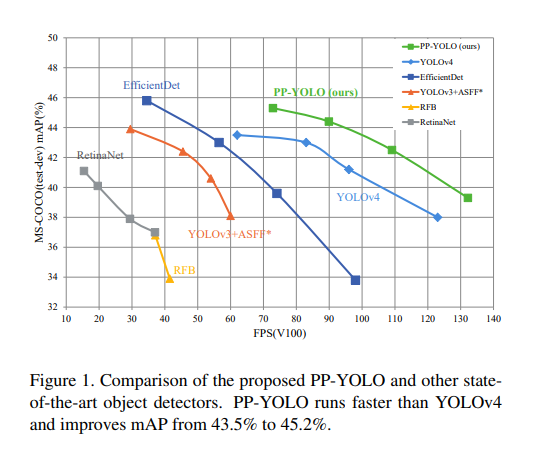 50
48
46
44
42
40
38
36
34
32
MS-COCO(test-dev) mAP(%)
PP-YOLO (ours)
YOLOv4
EfficientDet
YOLOv3+ASFF*
RFB
RetinaNet
EfficientDet
PP-YOLO (ours)
RetinaNet
YOLOv4
YOLOv3+ASFF*
RFB
10 20 30 40 50 60 70 80 90 100 110 120 130 140
FPS(V100)
Figure 1. Comparison of the proposed PP-YOLO and other state-
of-the-art object detectors. PP-YOLO runs faster than YOLOv4
and improves mAP from 43.5% to 45.2%.